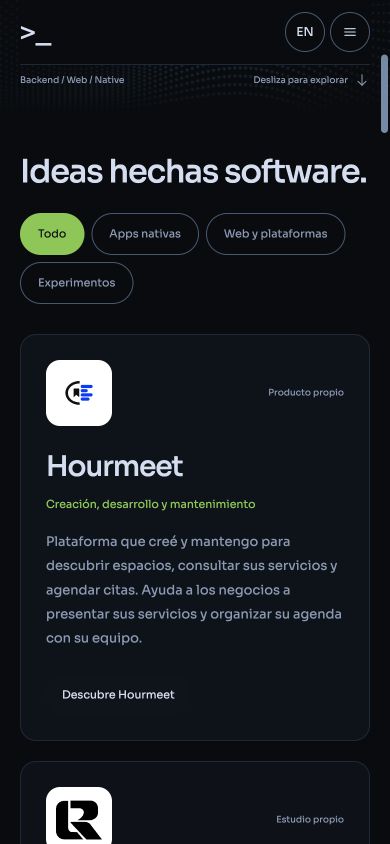 >_
EN
Backend / Web / Native
Desliza para explorar ↓
Ideas hechas software.
Todo
Apps nativas
Web y plataformas
Experimentos
Producto propio
Hourmeet
Creación, desarrollo y mantenimiento
Plataforma que creé y mantengo para
descubrir espacios, consultar sus servicios y
agendar citas. Ayuda a los negocios a
presentar sus servicios y organizar su agenda
con su equipo.
Descubre Hourmeet
Estudio propio